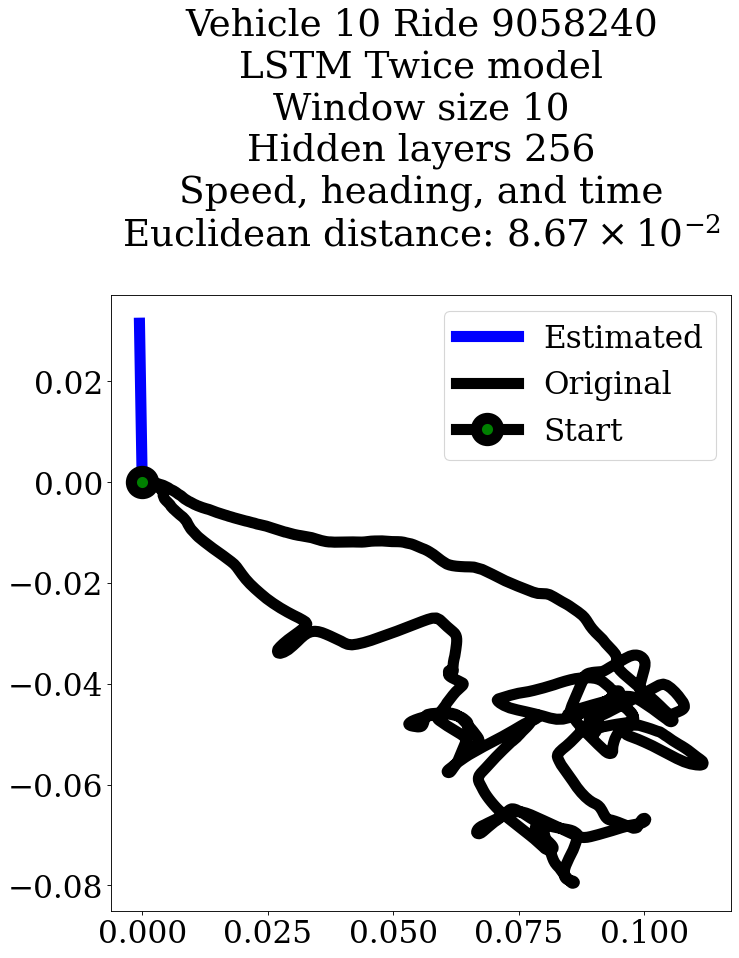 Vehicle 10 Ride 9058240
LSTM Twice model
Window size 10
Hidden layers 256
Speed, heading, and time
Euclidean distance: 8.67 × 10⁻²
Estimated
Original
Start
0.02
0.00
−0.02
−0.04
−0.06
−0.08
0.000 0.025 0.050 0.075 0.100